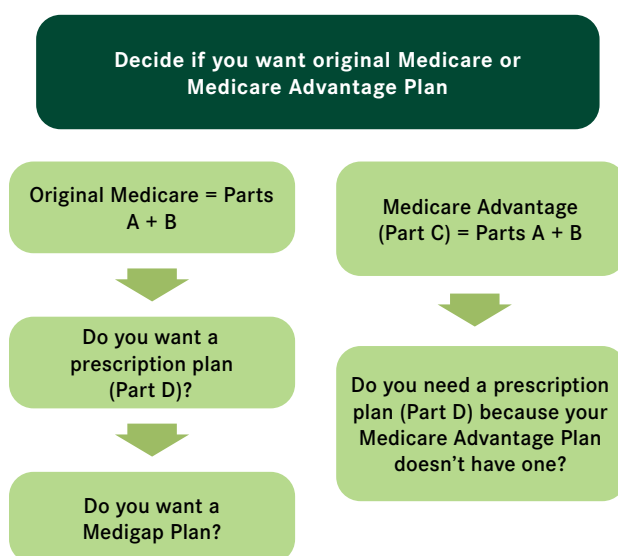 Decide if you want original Medicare or
Medicare Advantage Plan
Original Medicare = Parts
A + B
Do you want a
prescription plan
(Part D)?
Do you want a
Medigap Plan?
Medicare Advantage
(Part C) = Parts A + B
Do you need a prescription
plan (Part D) because your
Medicare Advantage Plan
doesn’t have one?